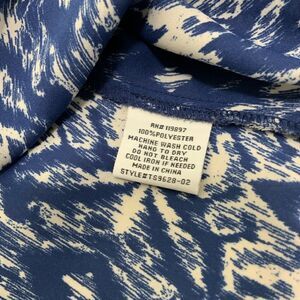 RN# 119897
100%POLYESTER
MACHINE WASH COLD
HANG TO DRY
DO NOT BLEACH
COOL IRON IF NEEDED
MADE IN CHINA
STYLE#TS9628-02